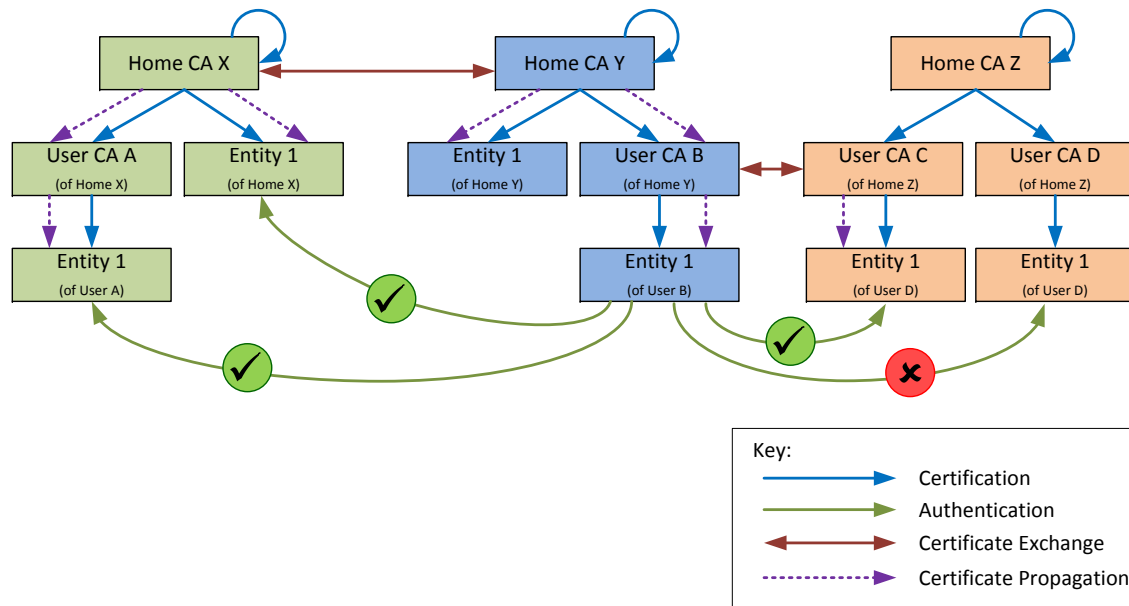 Home CA X
Home CA Y
Home CA Z
User CA A
(of Home X)
Entity 1
(of Home X)
Entity 1
(of Home Y)
User CA B
(of Home Y)
User CA C
(of Home Z)
User CA D
(of Home Z)
Entity 1
(of User A)
Entity 1
(of User B)
Entity 1
(of User D)
Entity 1
(of User D)
Key:
Certification
Authentication
Certificate Exchange
Certificate Propagation